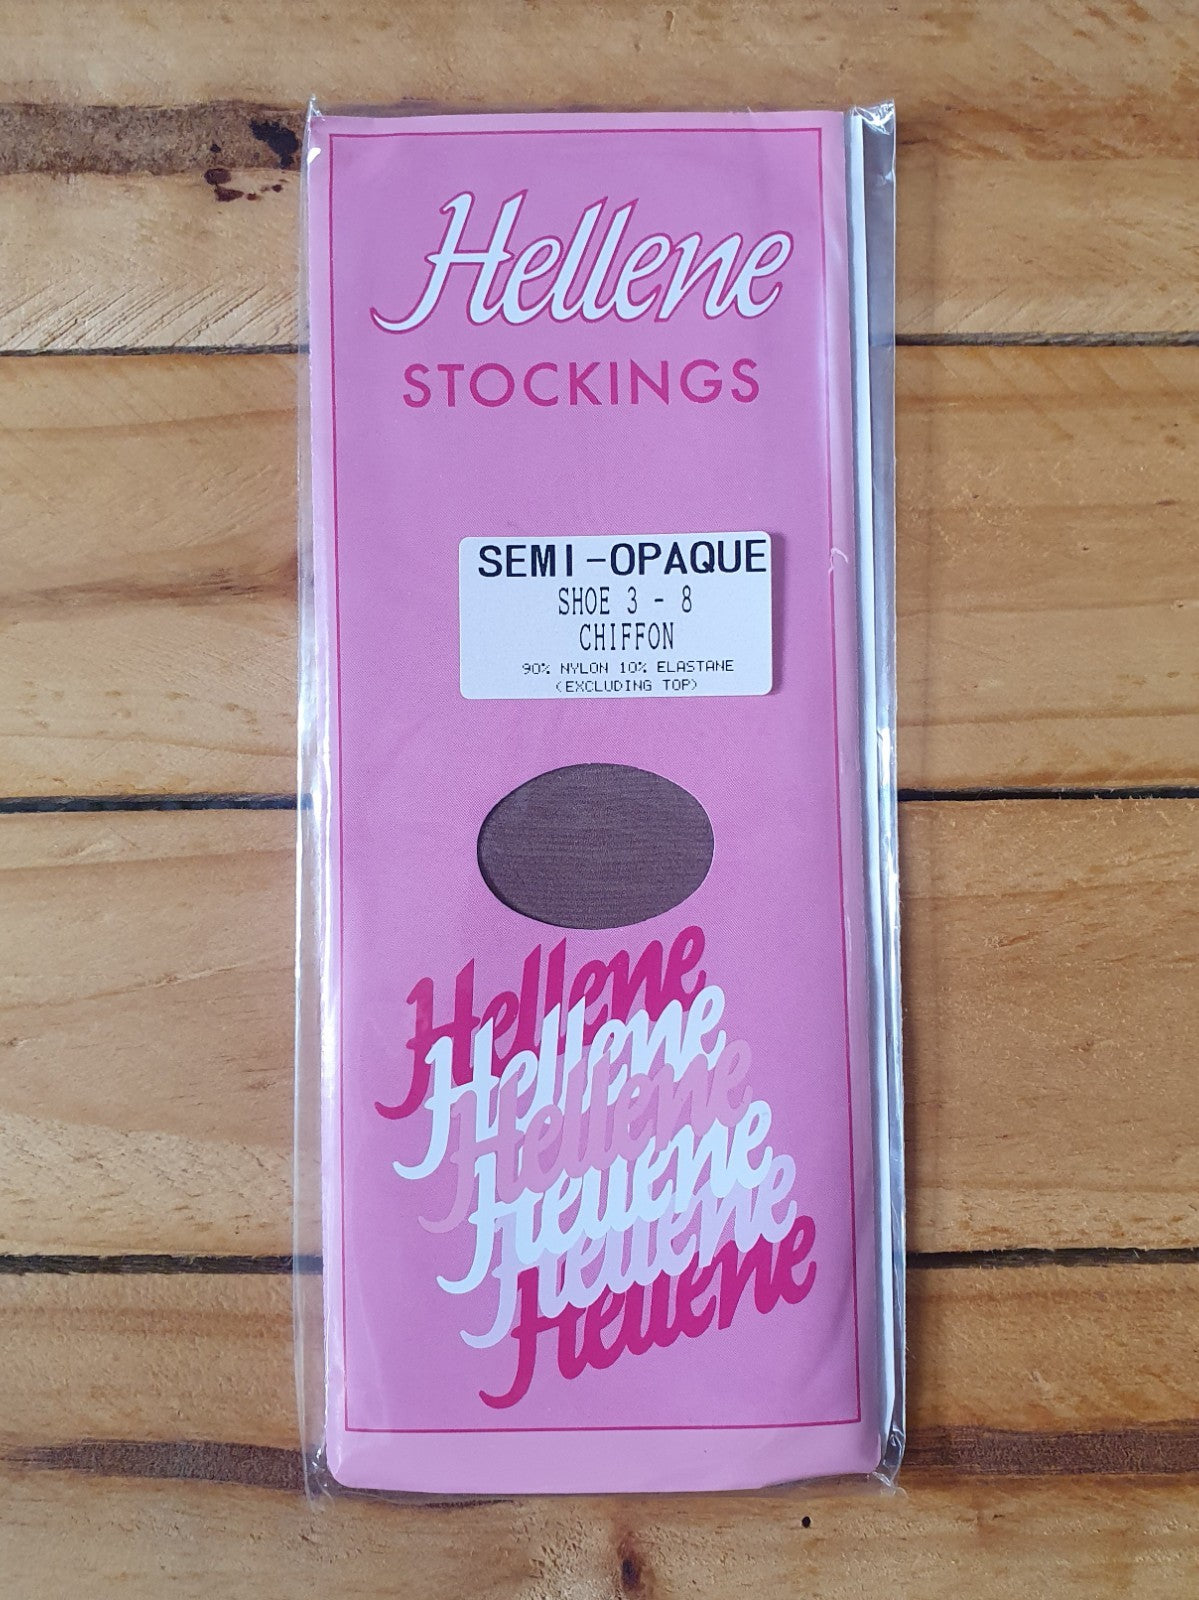 Hellene
STOCKINGS
SEMI-OPAQUE
SHOE 3 - 8
CHIFFON
90% NYLON 10% ELASTANE
(EXCLUDING TOP)
Hellene
Hellene
Hellene
Hellene
Hellene
Hellene